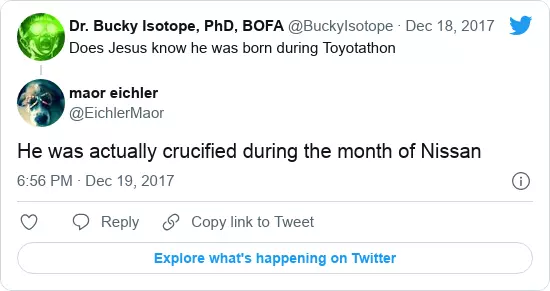 Dr. Bucky Isotope, PhD, BOFA @BuckyIsotope · Dec 18, 2017
Does Jesus know he was born during Toyotathon
maor eichler
@EichlerMaor
He was actually crucified during the month of Nissan
6:56 PM · Dec 19, 2017
Reply
Copy link to Tweet
Explore what's happening on Twitter